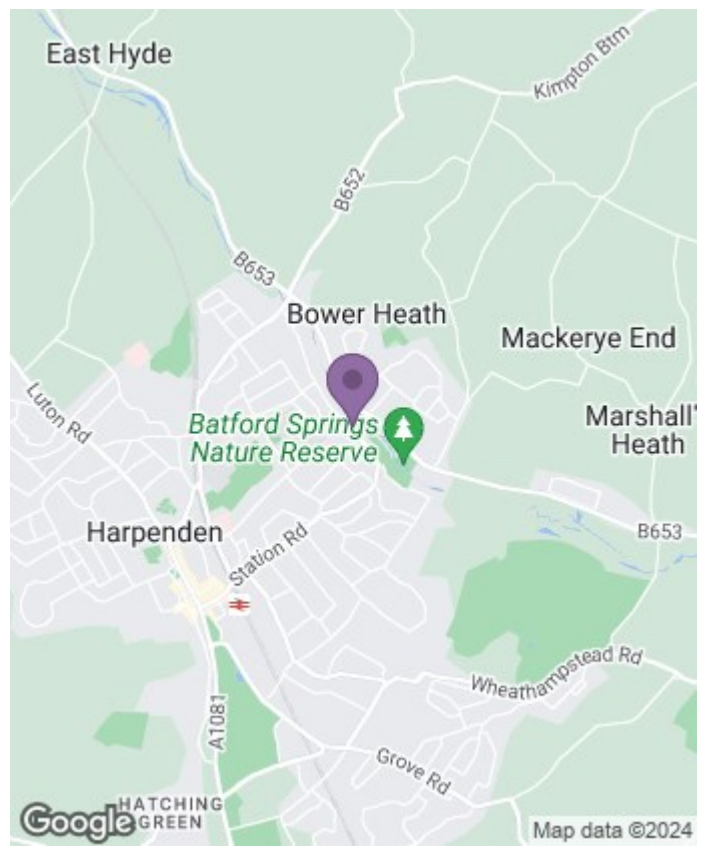 East Hyde
Kimpton Btm
B652
B653
Bower Heath
Mackerye End
Luton Rd
Marshall'
Heath
Batford Springs
Nature Reserve
Harpenden
Station Rd
B653
Wheathampstead Rd
A1081
Grove Rd
HATCHING
GREEN
Google
Map data ©2024